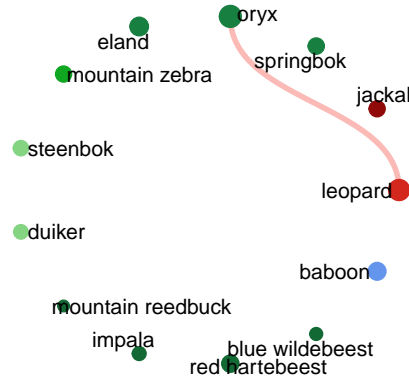 oryx
eland
springbok
mountain zebra
jackal
steenbok
leopard
duiker
baboon
mountain reedbuck
impala
blue wildebeest
red hartebeest